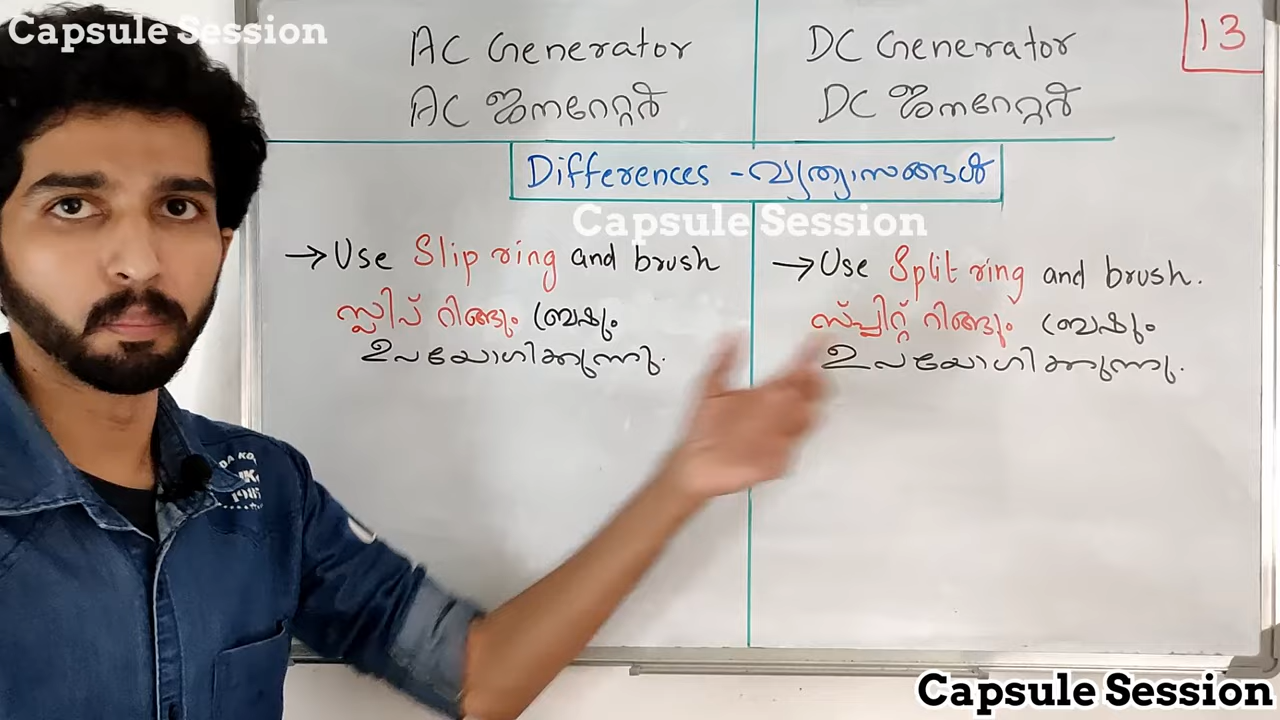 Capsule Session
AC Generator
AC ജനറേറ്റർ
DC Generator
DC ജനറേറ്റർ
13
Differences - വ്യത്യാസങ്ങൾ
Capsule Session
→ Use Slip ring and brush
സ്ലിപ് റിങ്ങും ബ്രഷും
ഉപയോഗിക്കുന്നു.
→ Use Split ring and brush.
സ്പ്ലിറ്റ് റിങ്ങും ബ്രഷും
ഉപയോഗിക്കുന്നു.
Capsule Session